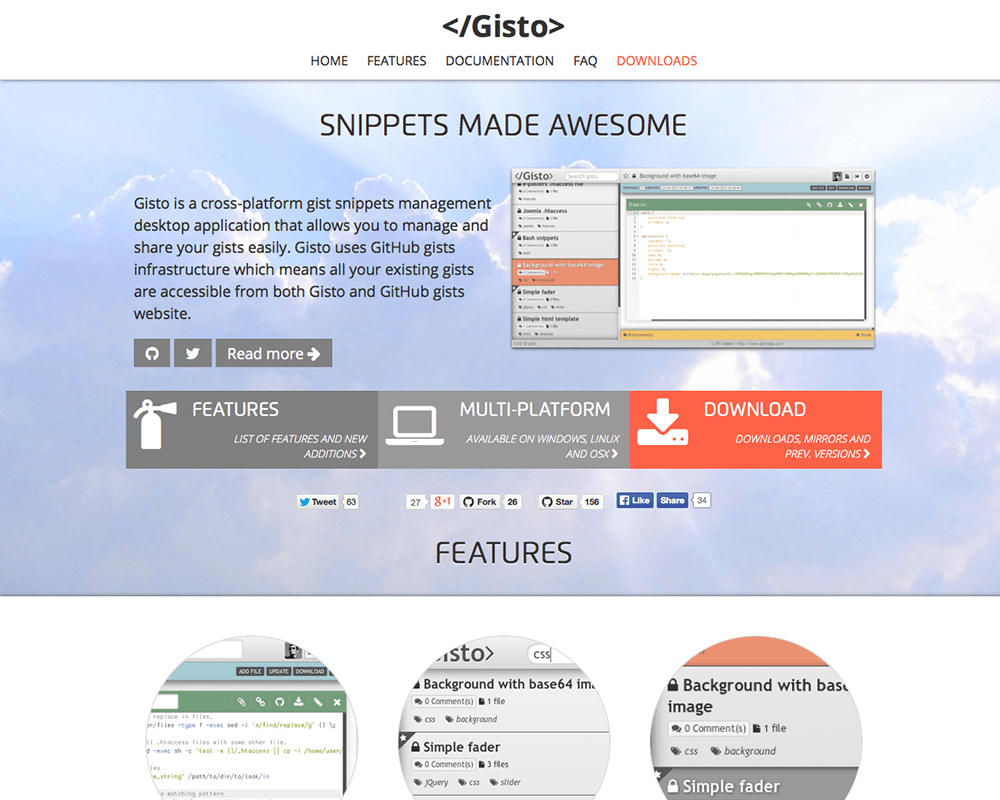 </Gisto>
HOME FEATURES DOCUMENTATION FAQ DOWNLOADS
SNIPPETS MADE AWESOME
Gisto is a cross-platform gist snippets management
desktop application that allows you to manage and
share your gists easily. Gisto uses GitHub gists
infrastructure which means all your existing gists
are accessible from both Gisto and GitHub gists
website.
Read more
</Gisto> Search gists Background with base64 image
Joomla .htaccess
Bash snippets
Background with base64 image
Simple fader
Simple html template
FEATURES
LIST OF FEATURES AND NEW
ADDITIONS
MULTI-PLATFORM
AVAILABLE ON WINDOWS, LINUX
AND OSX
DOWNLOAD
DOWNLOADS, MIRRORS AND
PREV. VERSIONS
Tweet 63 27 g+1 Fork 26 Star 156 Like Share 34
FEATURES
ADD FILE UPDATE DOWNLOAD
replace in files.
or/files -type f -exec sed -i 's/find/replace/g' {} \;
.htaccess files with some other file.
-exec sh -c 'test -e {}/.htaccess || cp -i /home/user/
_string" /path/to/dir/to/look/in
matching pattern
isto> css
Background with base64 im
0 Comment(s) 1 file
css background
Simple fader
0 Comment(s) 3 files
JQuery css slider
Background with base
image
0 Comment(s) 1 file
css background
Simple fader